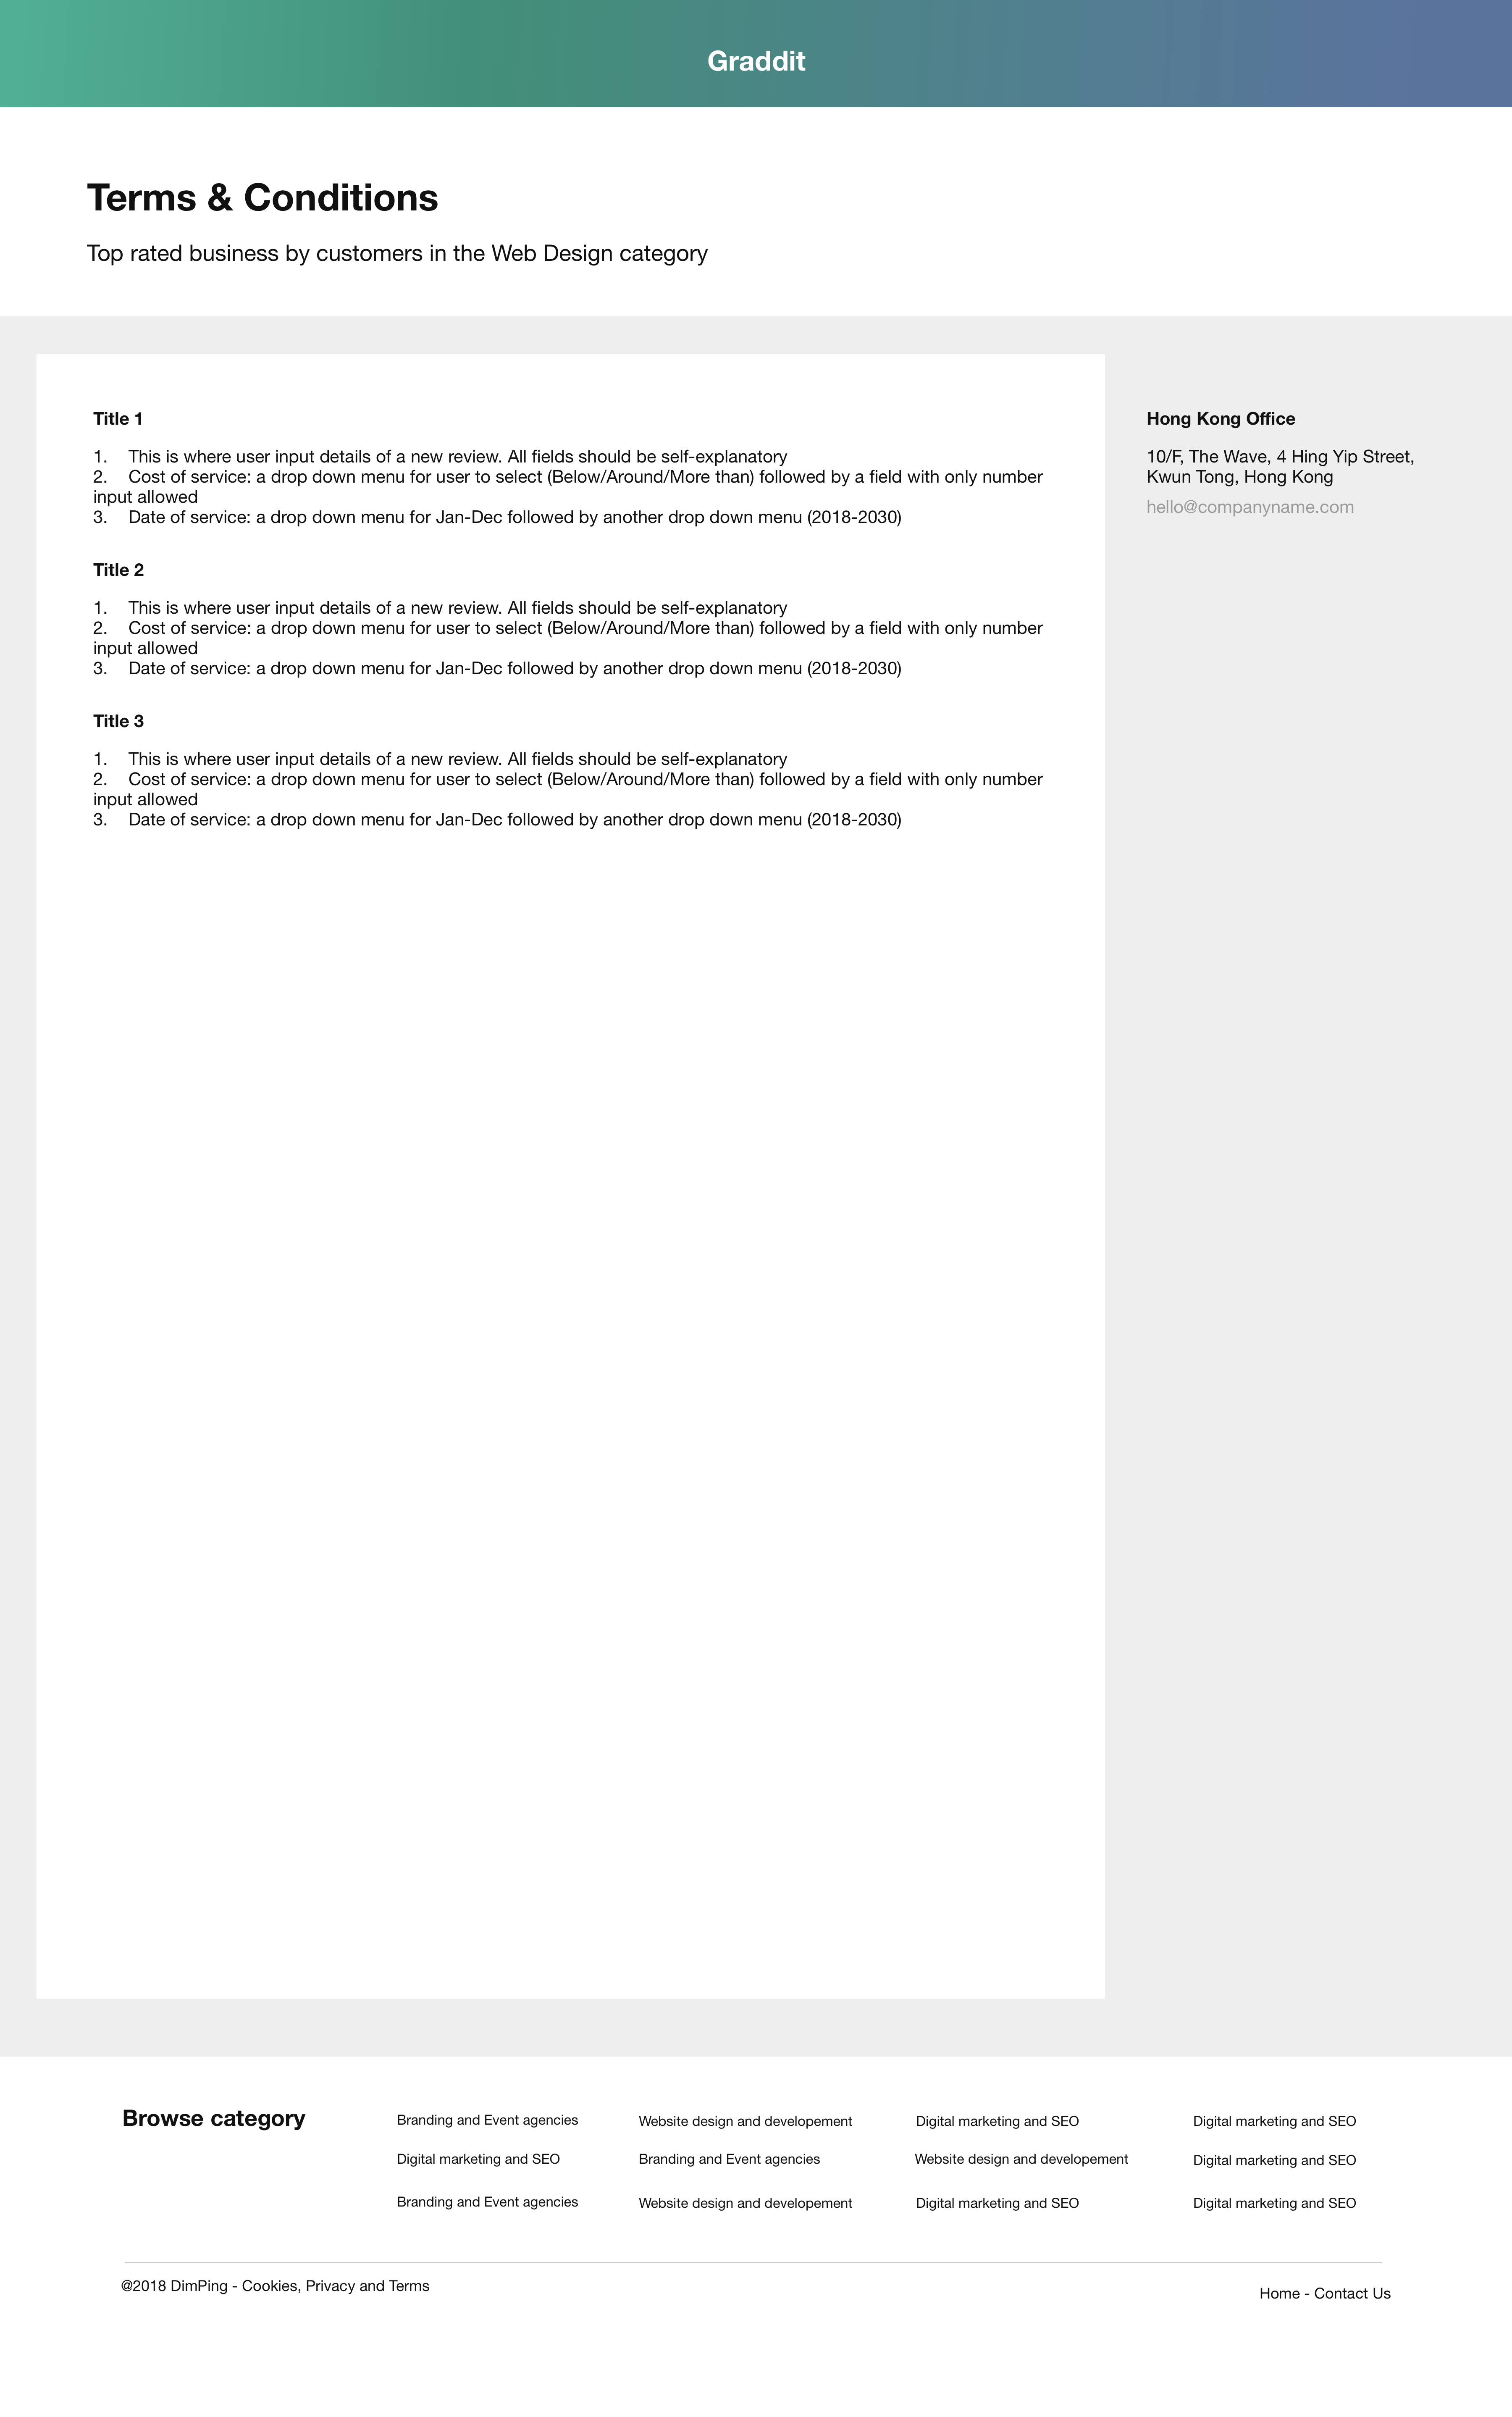 Graddit
Terms & Conditions
Top rated business by customers in the Web Design category
Title 1
1. This is where user input details of a new review. All fields should be self-explanatory
2. Cost of service: a drop down menu for user to select (Below/Around/More than) followed by a field with only number
input allowed
3. Date of service: a drop down menu for Jan-Dec followed by another drop down menu (2018-2030)
Title 2
1. This is where user input details of a new review. All fields should be self-explanatory
2. Cost of service: a drop down menu for user to select (Below/Around/More than) followed by a field with only number
input allowed
3. Date of service: a drop down menu for Jan-Dec followed by another drop down menu (2018-2030)
Title 3
1. This is where user input details of a new review. All fields should be self-explanatory
2. Cost of service: a drop down menu for user to select (Below/Around/More than) followed by a field with only number
input allowed
3. Date of service: a drop down menu for Jan-Dec followed by another drop down menu (2018-2030)
Hong Kong Office
10/F, The Wave, 4 Hing Yip Street,
Kwun Tong, Hong Kong
hello@companyname.com
Browse category
Branding and Event agencies Website design and developement Digital marketing and SEO Digital marketing and SEO
Digital marketing and SEO Branding and Event agencies Website design and developement Digital marketing and SEO
Branding and Event agencies Website design and developement Digital marketing and SEO Digital marketing and SEO
@2018 DimPing - Cookies, Privacy and Terms
Home - Contact Us